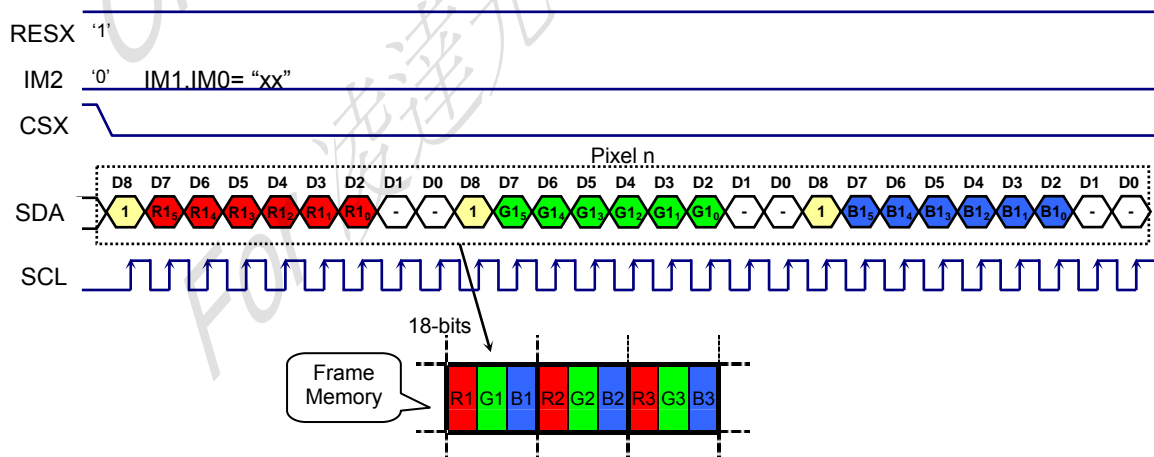 RESX '1'
IM2 '0' IM1.IM0= “xx”
CSX
Pixel n
D8 D7 D6 D5 D4 D3 D2 D1 D0 D8 D7 D6 D5 D4 D3 D2 D1 D0 D8 D7 D6 D5 D4 D3 D2 D1 D0
SDA 1 R1₅ R1₄ R1₃ R1₂ R1₁ R1₀ - - 1 G1₅ G1₄ G1₃ G1₂ G1₁ G1₀ - - 1 B1₅ B1₄ B1₃ B1₂ B1₁ B1₀ - -
SCL
18-bits
Frame
Memory
R1 G1 B1 R2 G2 B2 R3 G3 B3
For 凌達